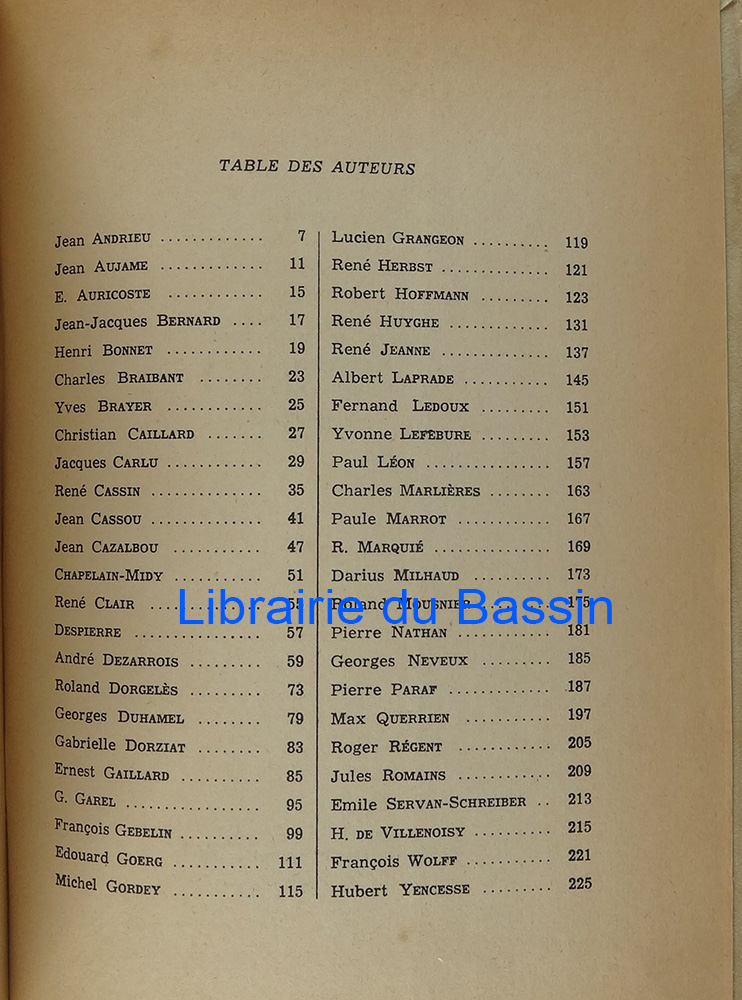 TABLE DES AUTEURS
Jean ANDRIEU ............. 7
Jean AUJAME ............. 11
E. AURICOSTE ............ 15
Jean-Jacques BERNARD .... 17
Henri BONNET ............ 19
Charles BRAIBANT ........ 23
Yves BRAYER ............ 25
Christian CAILLARD ....... 27
Jacques CARLU ............ 29
René CASSIN .............. 35
Jean CASSOU .............. 41
Jean CAZALBOU ........... 47
CHAPELAIN-MIDY ........... 51
René CLAIR .............. 55
DESPIERRE ................ 57
André DEZARROIS ......... 59
Roland DORGELÈS ......... 73
Georges DUHAMEL ........ 79
Gabrielle DORZIAT ........ 83
Ernest GAILLARD .......... 85
G. GAREL ................. 95
François GEBELIN .......... 99
Edouard GOERG ........... 111
Michel GORDEY ........... 115
Lucien GRANGEON .......... 119
René HERBST .............. 121
Robert HOFFMANN ......... 123
René HUYGHE ............. 131
René JEANNE .............. 137
Albert LAPRADE ........... 145
Fernand LEDOUX ......... 151
Yvonne LEFÉBURE ......... 153
Paul LÉON ................ 157
Charles MARLIÈRES ........ 163
Paule MARROT ............ 167
R. MARQUIÉ ............... 169
Darius MILHAUD .......... 173
Roland MOUSNIER .......... 175
Pierre NATHAN ............ 181
Georges NEVEUX ......... 185
Pierre PARAF ............. 187
Max QUERRIEN ........... 197
Roger RÉGENT ............ 205
Jules ROMAINS ............ 209
Emile SERVAN-SCHREIBER .. 213
H. DE VILLENOISY .......... 215
François WOLFF ........... 221
Hubert YENCESSE ......... 225
Librairie du Bassin